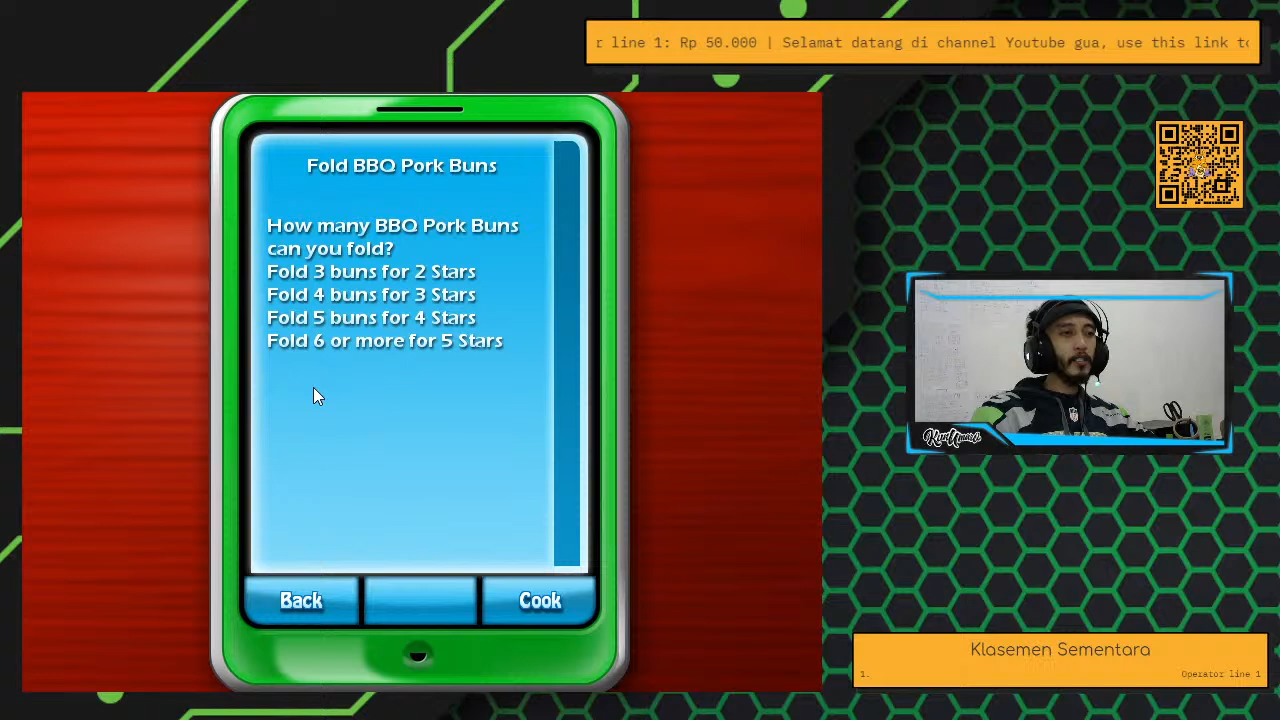 r line 1: Rp 50.000 | Selamat datang di channel Youtube gua, use this link to
Fold BBQ Pork Buns
How many BBQ Pork Buns
can you fold?
Fold 3 buns for 2 Stars
Fold 4 buns for 3 Stars
Fold 5 buns for 4 Stars
Fold 6 or more for 5 Stars
Back
Cook
Klasemen Sementara
1.
Operator line 1